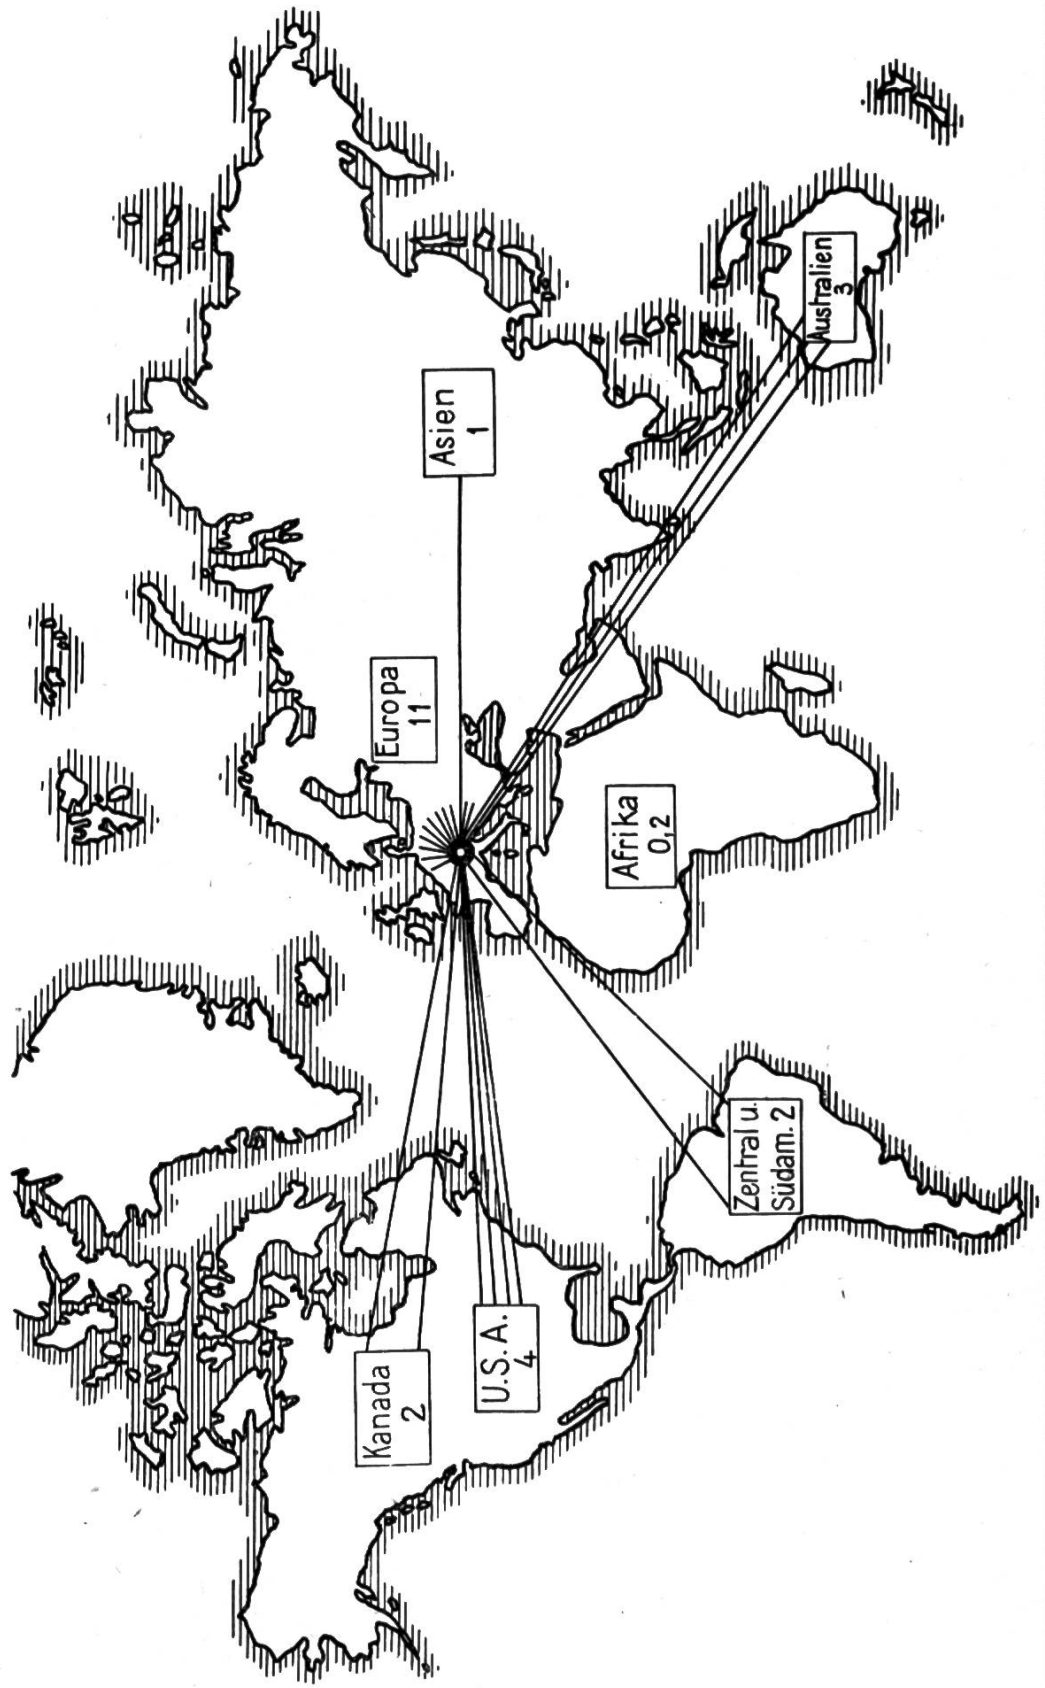 Kanada
2
U.S.A.
4
Zentral u.
Südam. 2
Europa
11
Afrika
0,2
Asien
1
Australien
3